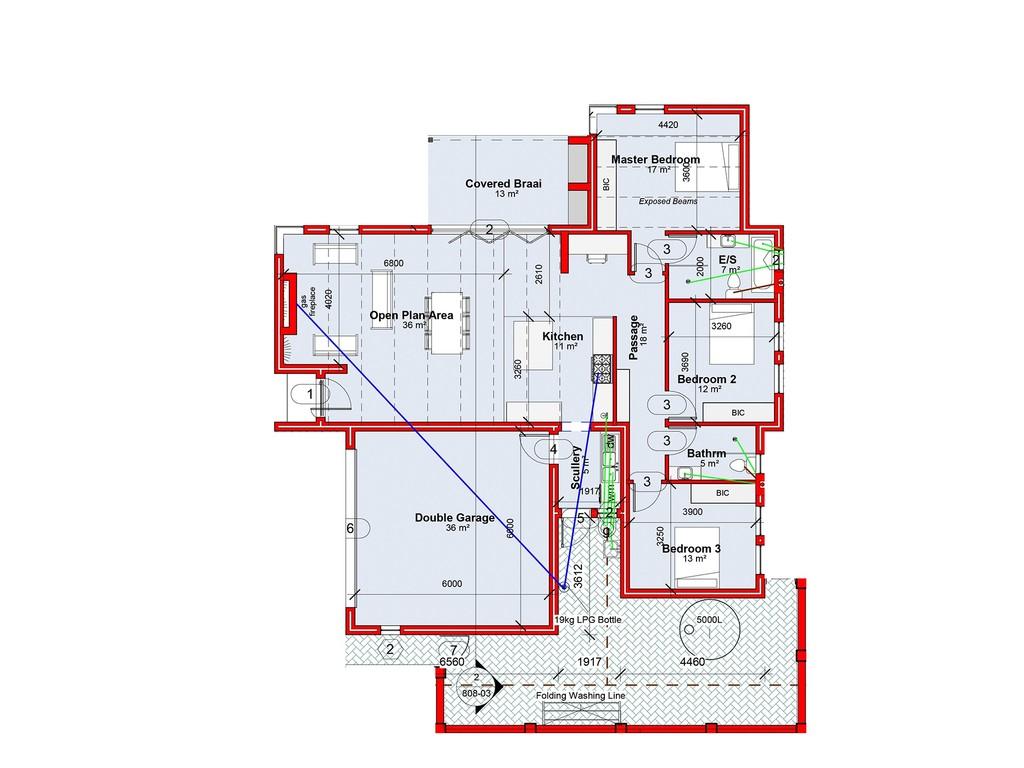 4420
Master Bedroom
17 m²
3600
BIC
Exposed Beams
Covered Braai
13 m²
2
3
3
E/S
7 m²
2000
2
6800
2610
gas
fireplace
4020
Open Plan Area
36 m²
Kitchen
11 m²
3260
Passage
18 m²
3260
3690
Bedroom 2
12 m²
BIC
1
3
3
4
Scullery
5 m²
1917
DW
WM
Bathrm
5 m²
3
BIC
3900
3250
Bedroom 3
13 m²
6
Double Garage
36 m²
6000
6000
5
2
9
3612
19kg LPG Bottle
5000L
2
7
6560
1917
4460
2
808-03
Folding Washing Line